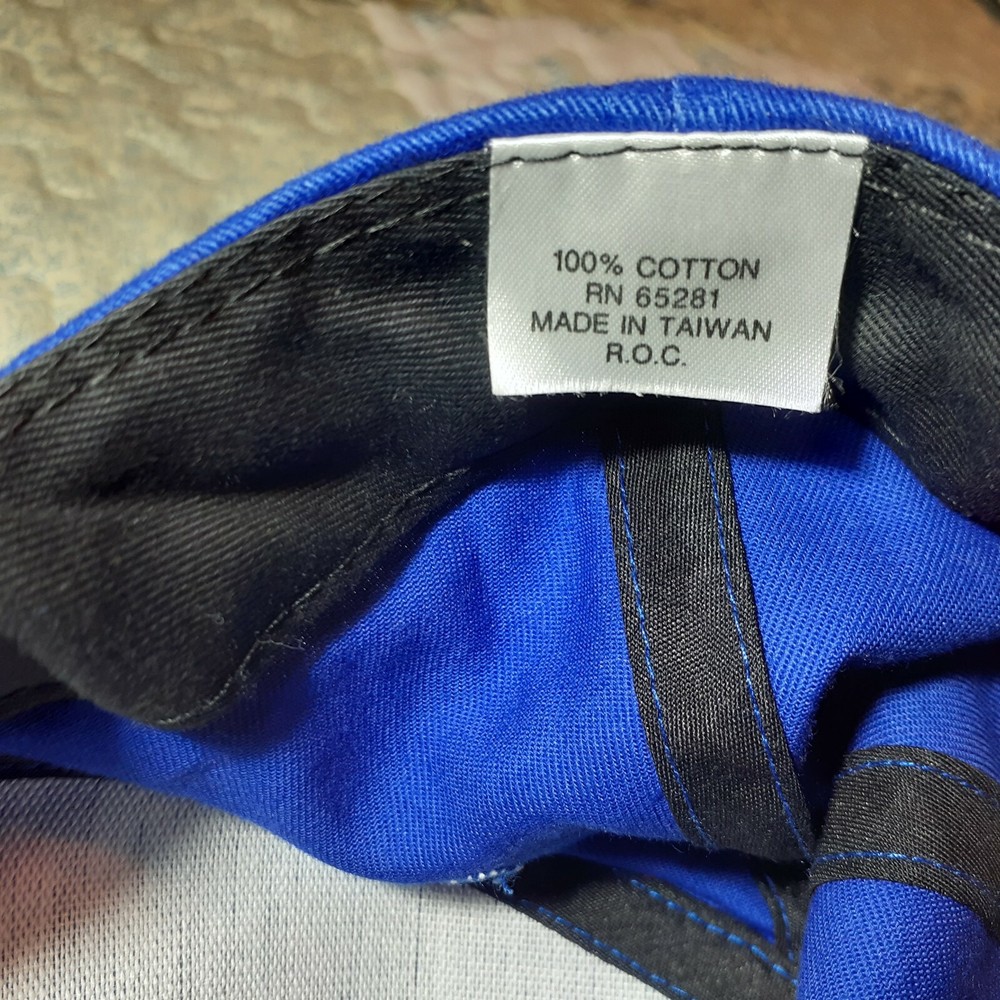 100% COTTON
RN 65281
MADE IN TAIWAN
R.O.C.